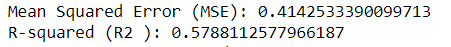 Mean Squared Error (MSE): 0.4142533390099713
R-squared (R2 ): 0.5788112577966187